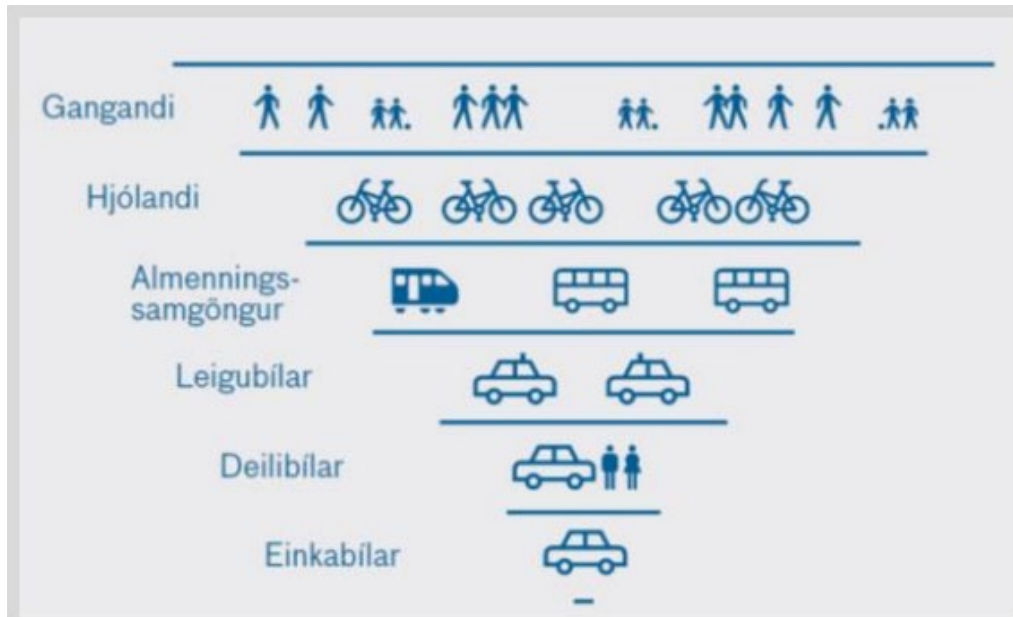 Gangandi
Hjólandi
Almennings-
samgöngur
Leigubílar
Deilibílar
Einkabílar